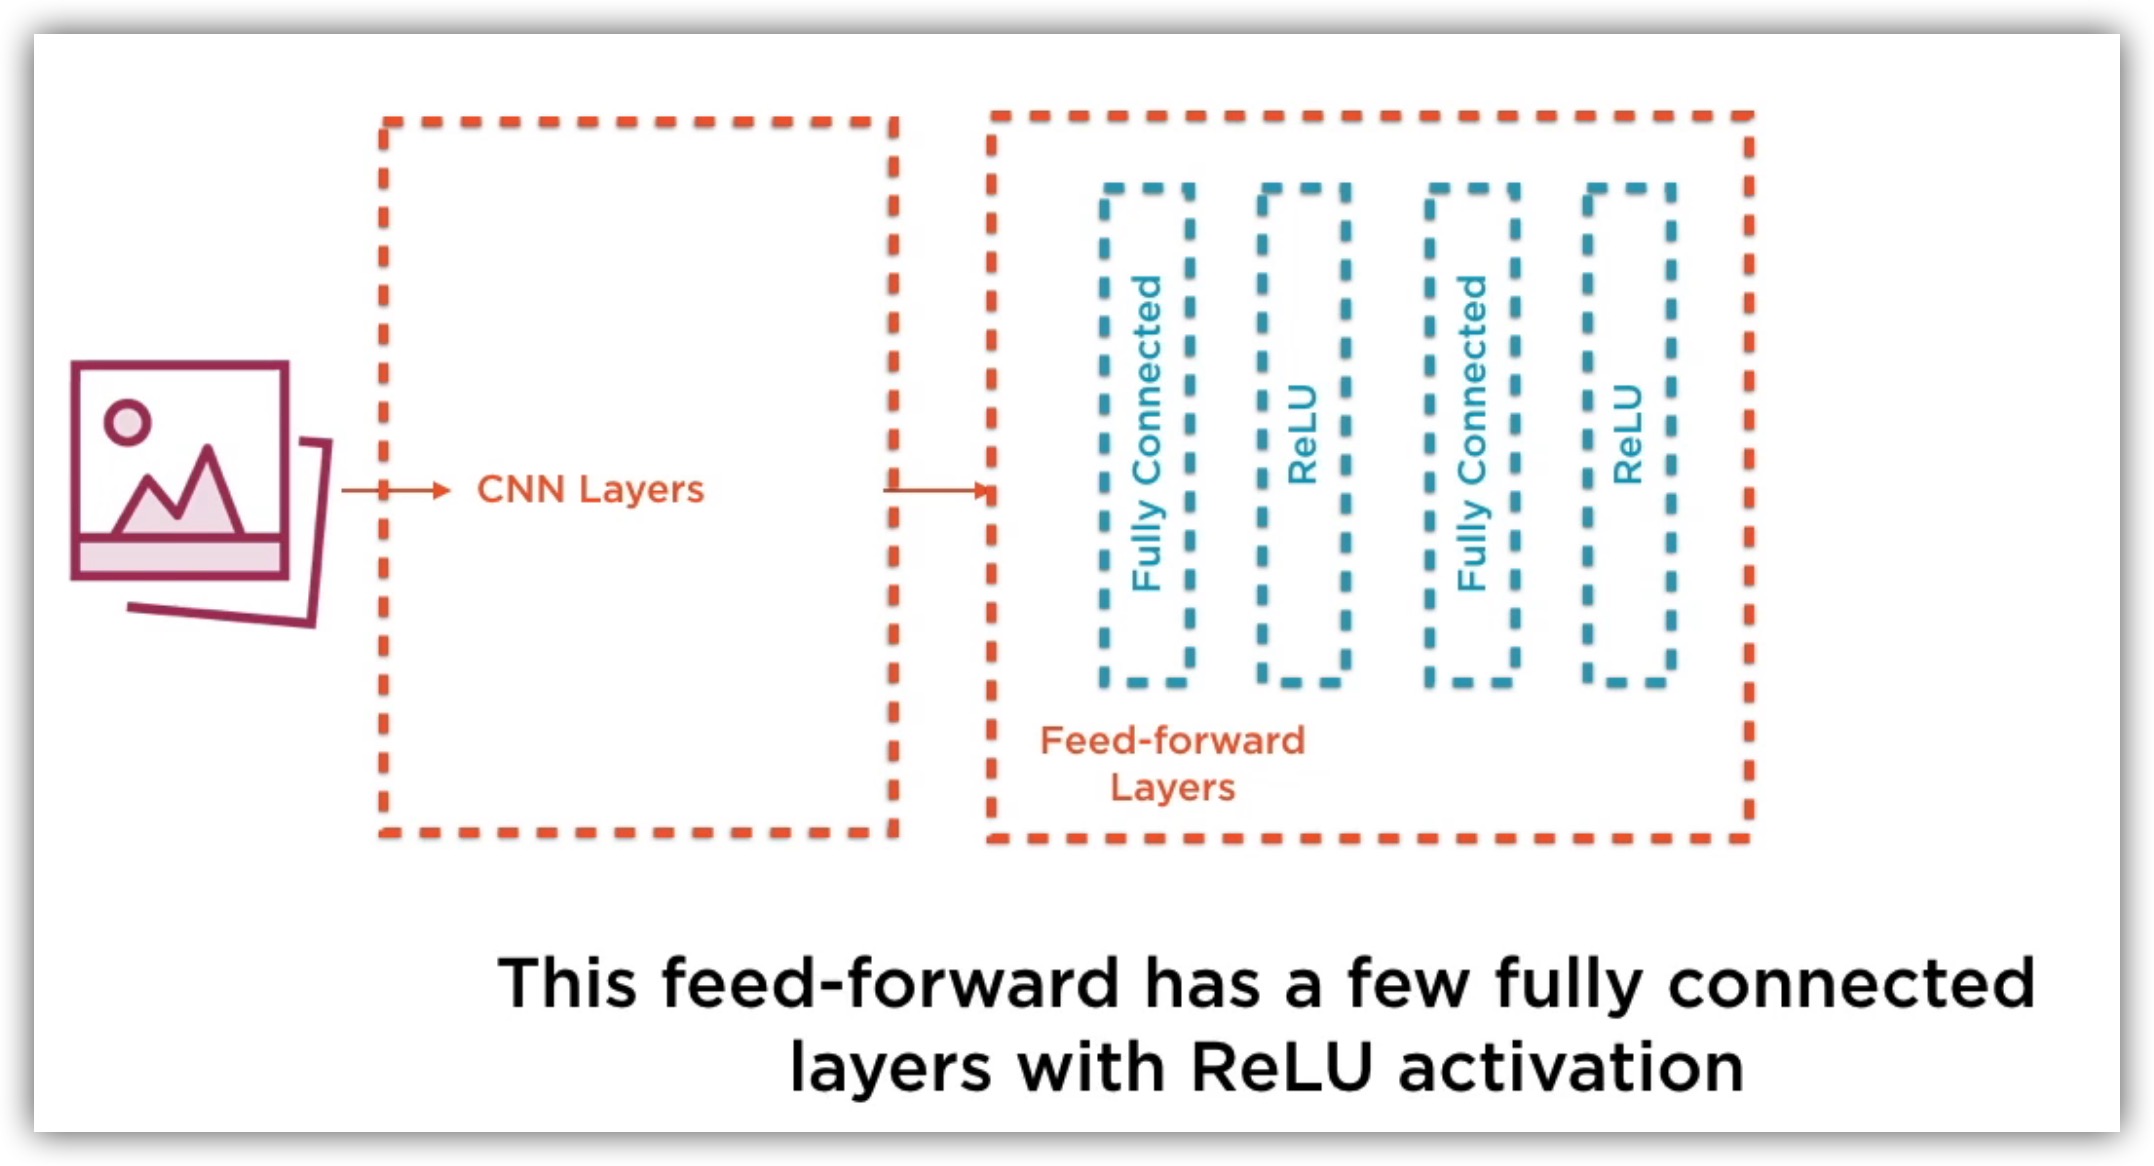 CNN Layers
Fully Connected
ReLU
Fully Connected
ReLU
Feed-forward
Layers
This feed-forward has a few fully connected
layers with ReLU activation